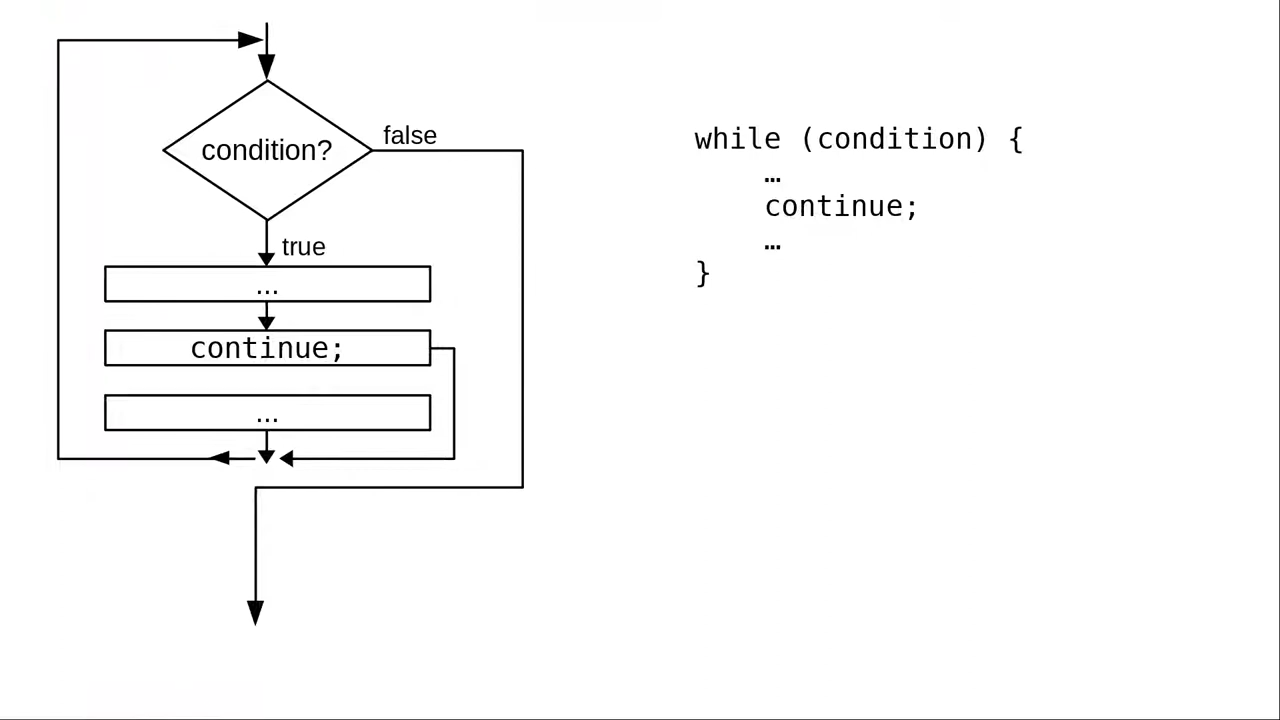 condition?
false
true
...
continue;
...
while (condition) {
    …
    continue;
    …
}